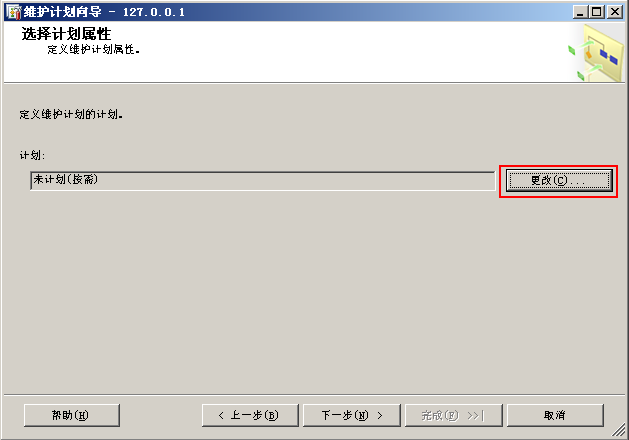 维护计划向导 - 127.0.0.1
选择计划属性
定义维护计划属性。
定义维护计划的计划。
计划:
未计划(按需)
更改(C)...
帮助(H)
< 上一步(B)
下一步(N) >
完成(F) >>|
取消